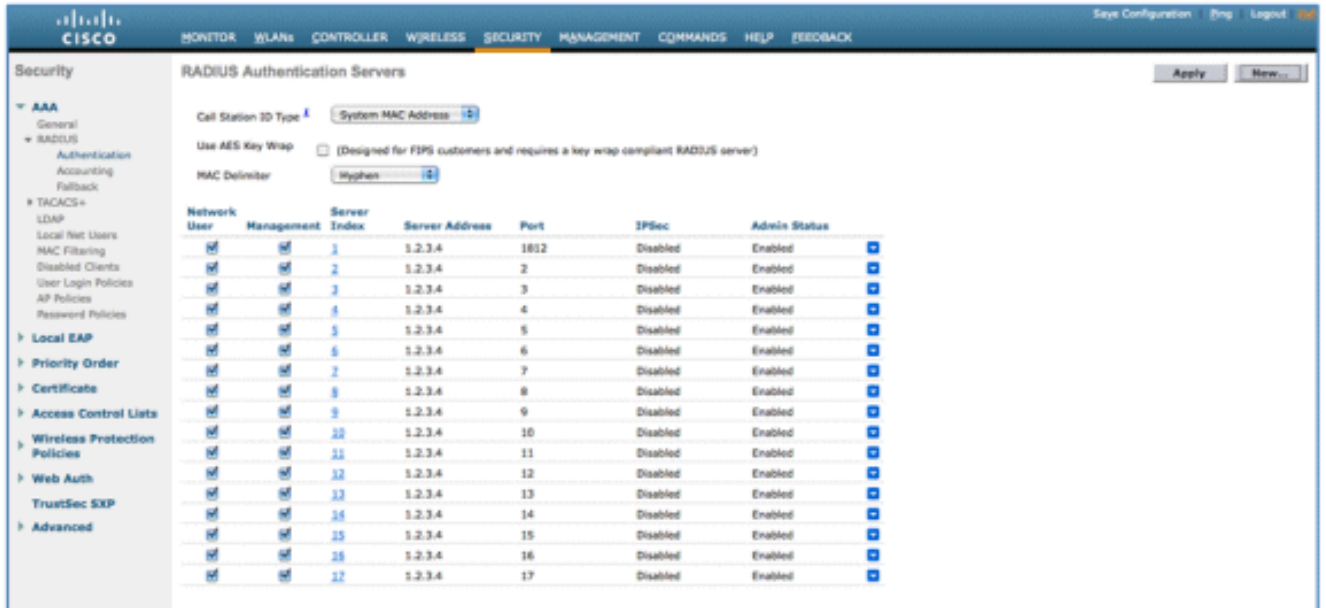 Save Configuration Ping Logout
CISCO
MONITOR WLANs CONTROLLER WIRELESS SECURITY MANAGEMENT COMMANDS HELP FEEDBACK
Security
AAA
General
RADIUS
Authentication
Accounting
Fallback
TACACS+
LDAP
Local Net Users
MAC Filtering
Disabled Clients
User Login Policies
AP Policies
Password Policies
Local EAP
Priority Order
Certificate
Access Control Lists
Wireless Protection
Policies
Web Auth
TrustSec SXP
Advanced
RADIUS Authentication Servers
Apply New...
Call Station ID Type System MAC Address
Use AES Key Wrap (Designed for FIPS customers and requires a key wrap compliant RADIUS server)
MAC Delimiter Hyphen
Network User Management Server Index Server Address Port IPSec Admin Status
1 1.2.3.4 1812 Disabled Enabled
2 1.2.3.4 2 Disabled Enabled
3 1.2.3.4 3 Disabled Enabled
4 1.2.3.4 4 Disabled Enabled
5 1.2.3.4 5 Disabled Enabled
6 1.2.3.4 6 Disabled Enabled
7 1.2.3.4 7 Disabled Enabled
8 1.2.3.4 8 Disabled Enabled
9 1.2.3.4 9 Disabled Enabled
10 1.2.3.4 10 Disabled Enabled
11 1.2.3.4 11 Disabled Enabled
12 1.2.3.4 12 Disabled Enabled
13 1.2.3.4 13 Disabled Enabled
14 1.2.3.4 14 Disabled Enabled
15 1.2.3.4 15 Disabled Enabled
16 1.2.3.4 16 Disabled Enabled
17 1.2.3.4 17 Disabled Enabled